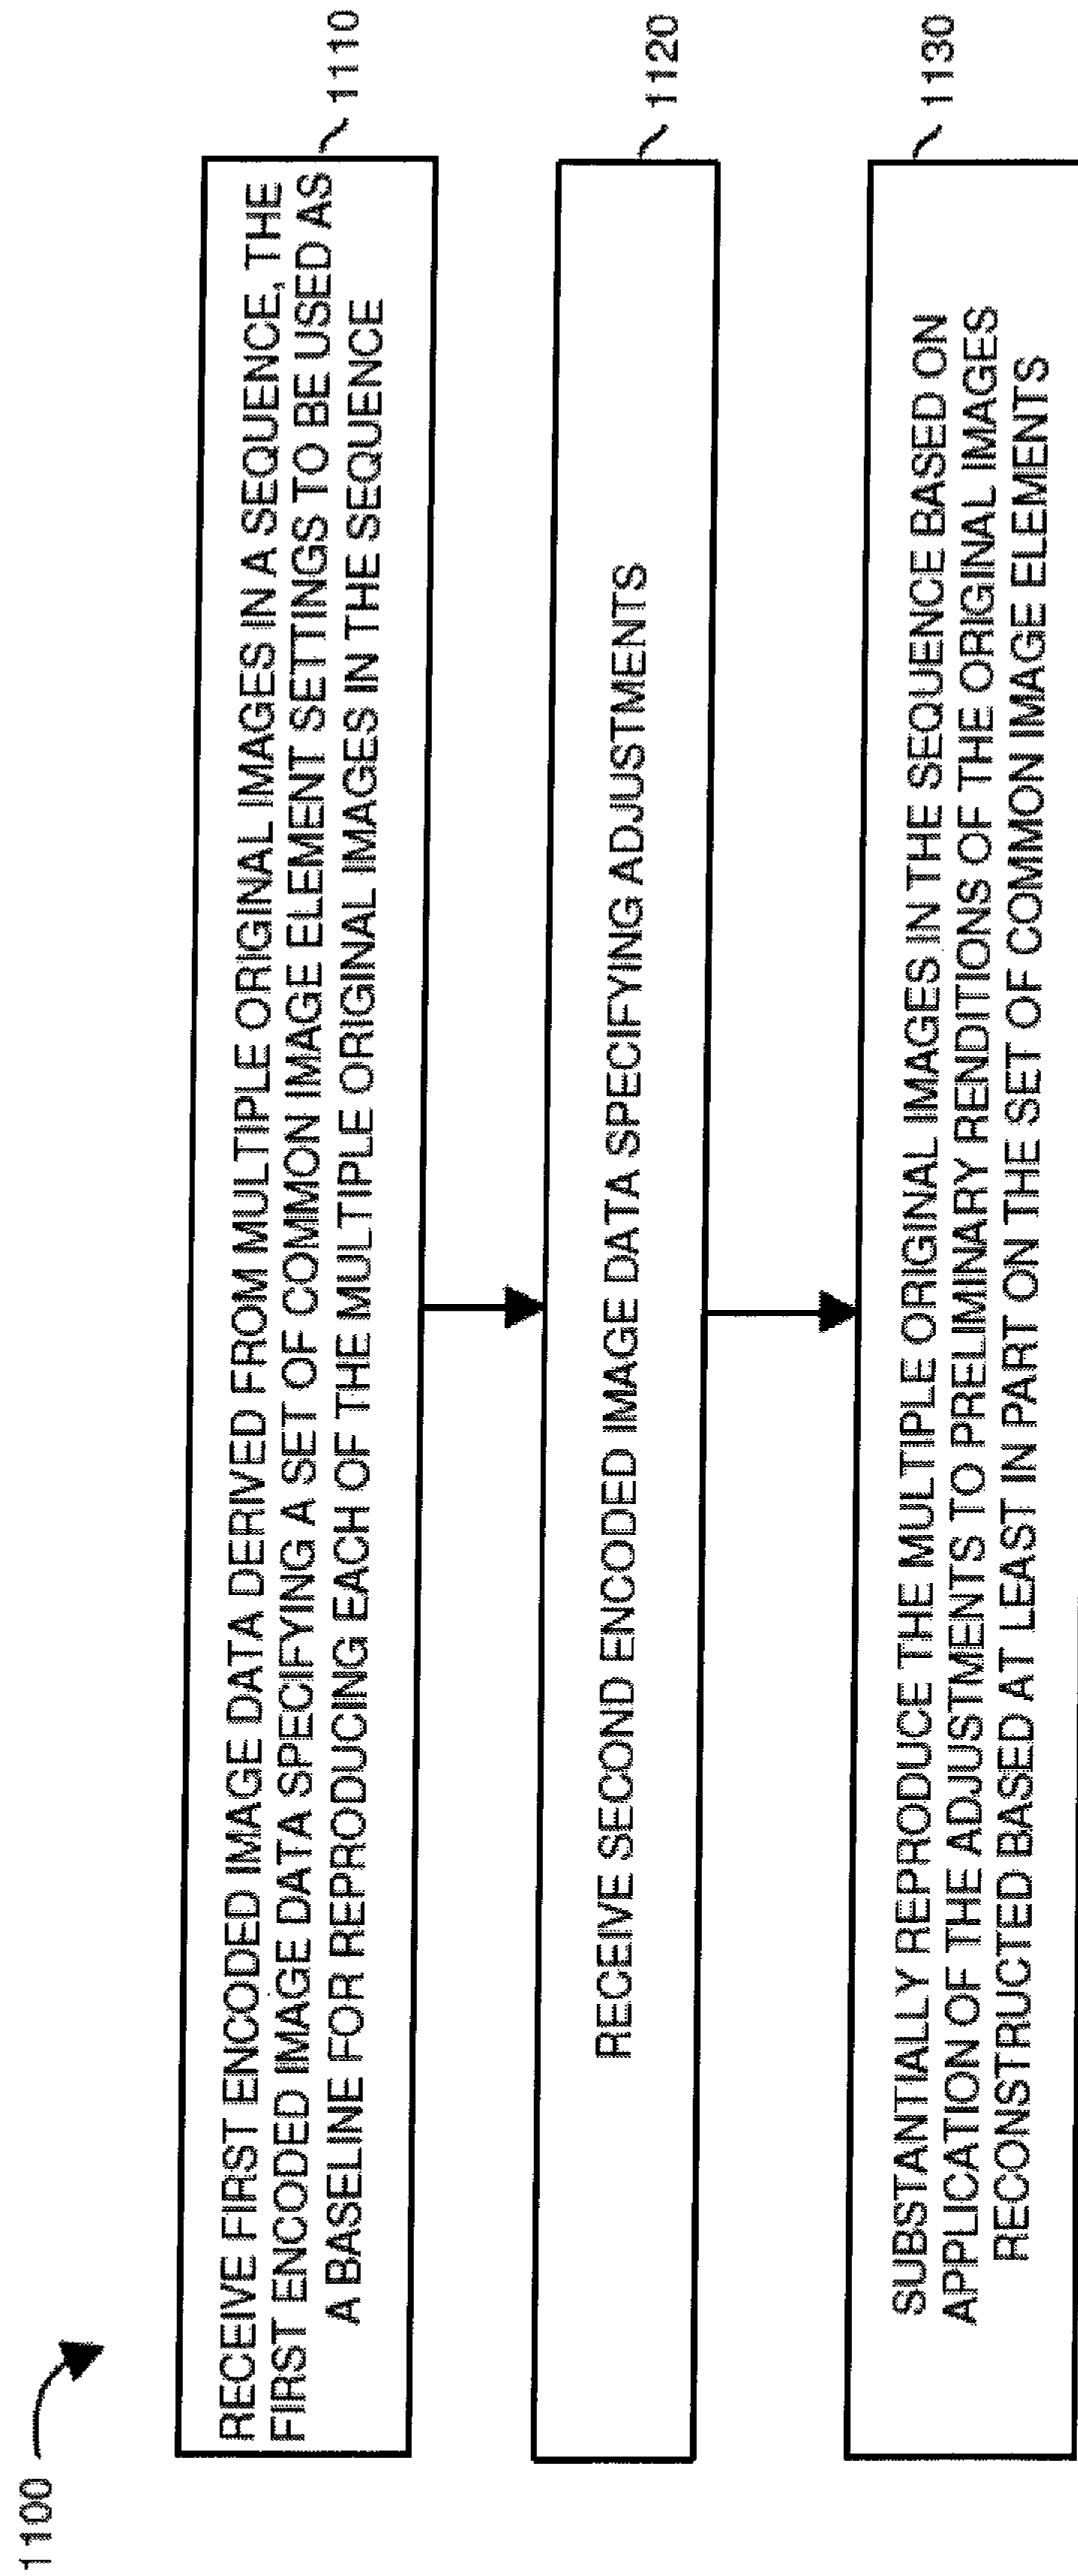 1100
RECEIVE FIRST ENCODED IMAGE DATA DERIVED FROM MULTIPLE ORIGINAL IMAGES IN A SEQUENCE, THE
FIRST ENCODED IMAGE DATA SPECIFYING A SET OF COMMON IMAGE ELEMENT SETTINGS TO BE USED AS
A BASELINE FOR REPRODUCING EACH OF THE MULTIPLE ORIGINAL IMAGES IN THE SEQUENCE
1110
RECEIVE SECOND ENCODED IMAGE DATA SPECIFYING ADJUSTMENTS
1120
SUBSTANTIALLY REPRODUCE THE MULTIPLE ORIGINAL IMAGES IN THE SEQUENCE BASED ON
APPLICATION OF THE ADJUSTMENTS TO PRELIMINARY RENDITIONS OF THE ORIGINAL IMAGES
RECONSTRUCTED BASED AT LEAST IN PART ON THE SET OF COMMON IMAGE ELEMENTS
1130